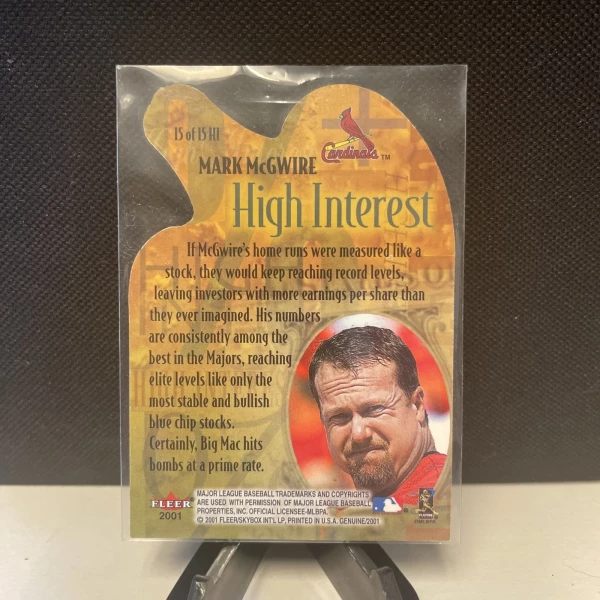 15 of 15 HI
Cardinals TM
MARK McGWIRE
High Interest
If McGwire's home runs were measured like a
stock, they would keep reaching record levels,
leaving investors with more earnings per share than
they ever imagined. His numbers
are consistently among the
best in the Majors, reaching
elite levels like only the
most stable and bullish
blue chip stocks.
Certainly, Big Mac hits
bombs at a prime rate.
FLEER
2001
MAJOR LEAGUE BASEBALL TRADEMARKS AND COPYRIGHTS
ARE USED WITH PERMISSION OF MAJOR LEAGUE BASEBALL
PROPERTIES, INC. OFFICIAL LICENSEE-MLBPA.
© 2001 FLEER/SKYBOX INT'L LP, PRINTED IN U.S.A. GENUINE/2001